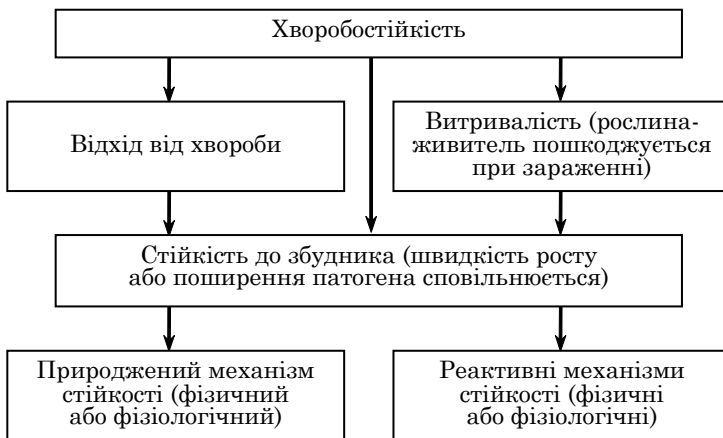 Хворобостійкість
Відхід від хвороби
Витривалість (рослина-
живитель пошкоджується
при зараженні)
Стійкість до збудника (швидкість росту
або поширення патогена сповільнюється)
Природжений механізм
стійкості (фізичний
або фізіологічний)
Реактивні механізми
стійкості (фізичні
або фізіологічні)